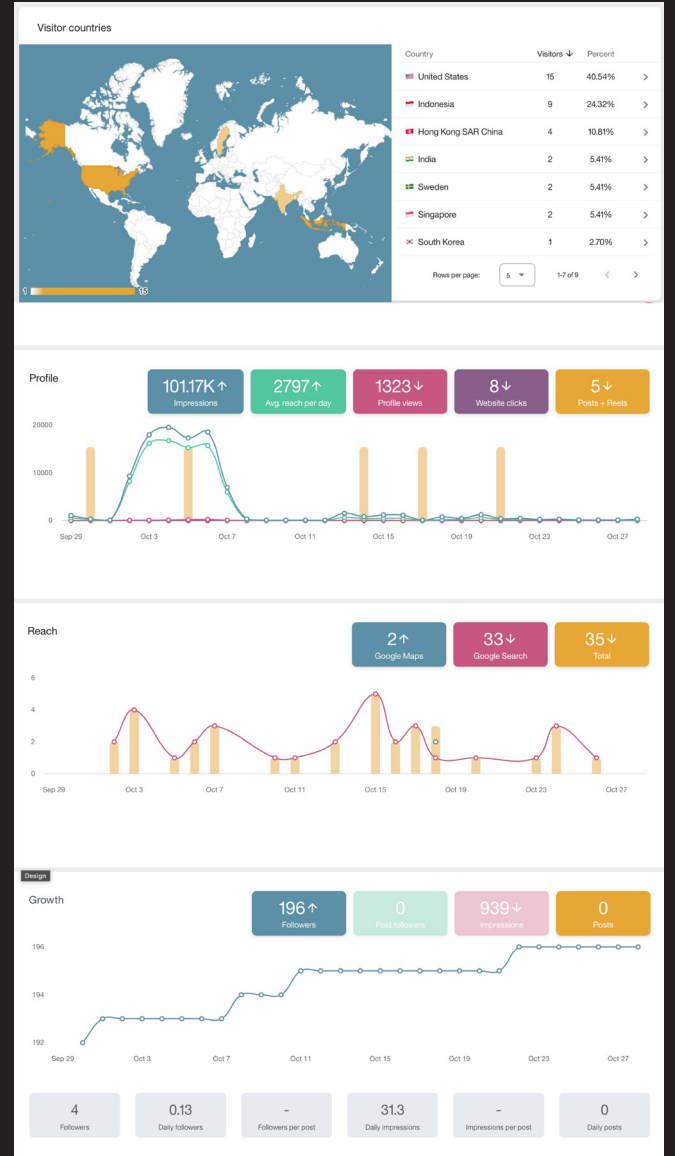 Visitor countries
Country Visitors ↓ Percent
United States 15 40.54%
Indonesia 9 24.32%
Hong Kong SAR China 4 10.81%
India 2 5.41%
Sweden 2 5.41%
Singapore 2 5.41%
South Korea 1 2.70%
Rows per page: 5 1-7 of 9
1 15
Profile
101.17K↑ 2797↑ 1323↓ 8↓ 5↓
Impressions Avg. reach per day Profile views Website clicks Posts + Reels
20000
10000
0
Sep 29 Oct 3 Oct 7 Oct 11 Oct 15 Oct 19 Oct 23 Oct 27
Reach
2↑ 33↓ 35↓
Google Maps Google Search Total
6
4
2
0
Sep 29 Oct 3 Oct 7 Oct 11 Oct 15 Oct 19 Oct 23 Oct 27
Design
Growth
196↑ 0 939↓ 0
Followers Paid followers Impressions Posts
196
194
192
Sep 29 Oct 3 Oct 7 Oct 11 Oct 15 Oct 19 Oct 23 Oct 27
4 0.13 - 31.3 - 0
Followers Daily followers Followers per post Daily impressions Impressions per post Daily posts